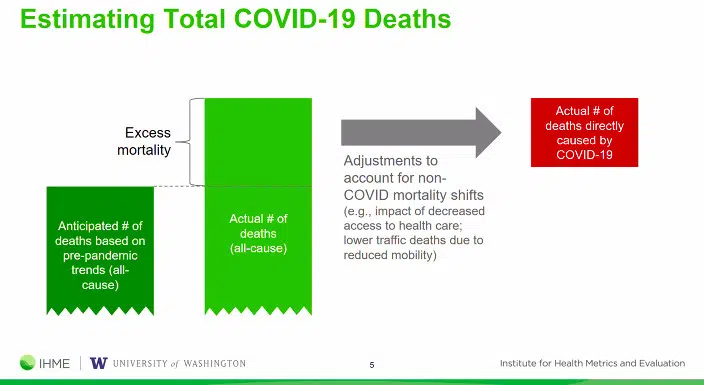 Estimating Total COVID-19 Deaths
Excess
mortality
Anticipated # of
deaths based on
pre-pandemic
trends (all-
cause)
Actual # of
deaths
(all-cause)
Adjustments to
account for non-
COVID mortality shifts
(e.g., impact of decreased
access to health care;
lower traffic deaths due to
reduced mobility)
Actual # of
deaths directly
caused by
COVID-19
IHME
W UNIVERSITY of WASHINGTON
5
Institute for Health Metrics and Evaluation